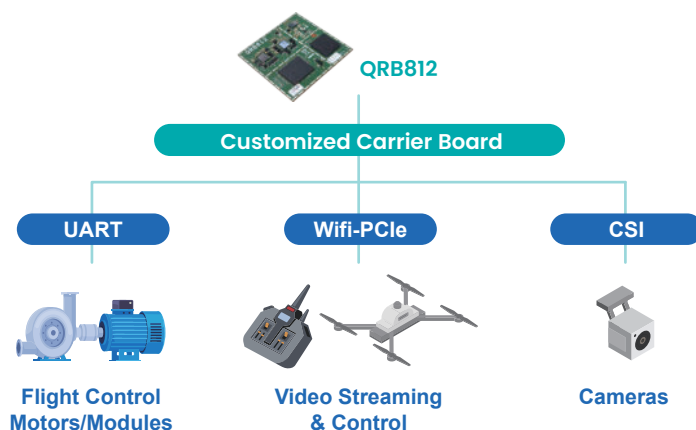 QRB812
Customized Carrier Board
UART
Wifi-PCIe
CSI
Flight Control
Motors/Modules
Video Streaming
& Control
Cameras